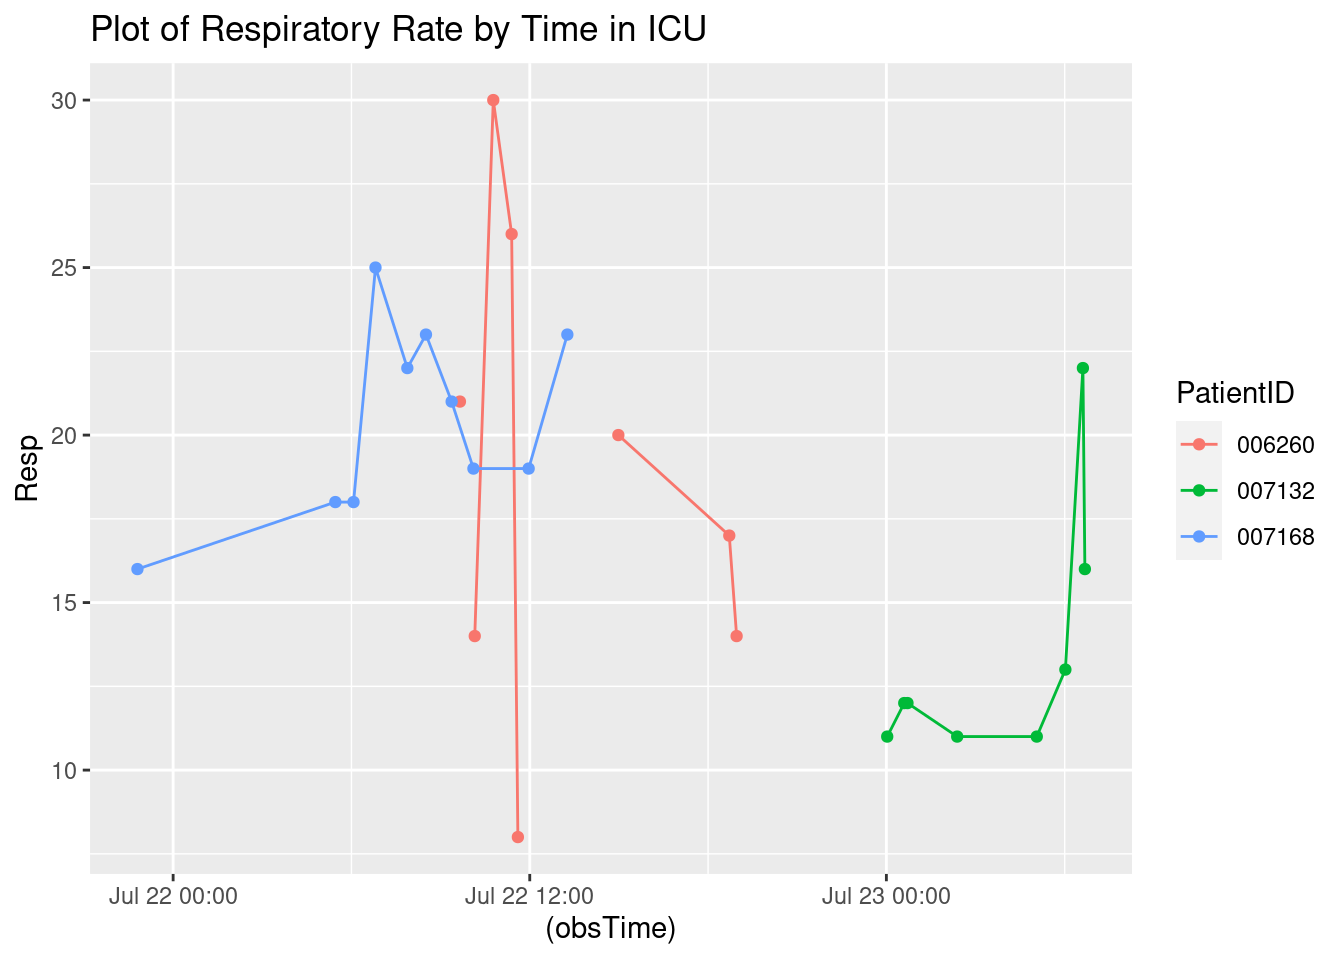 Plot of Respiratory Rate by Time in ICU
30
25
20
15
10
Resp
Jul 22 00:00
Jul 22 12:00
Jul 23 00:00
(obsTime)
PatientID
006260
007132
007168